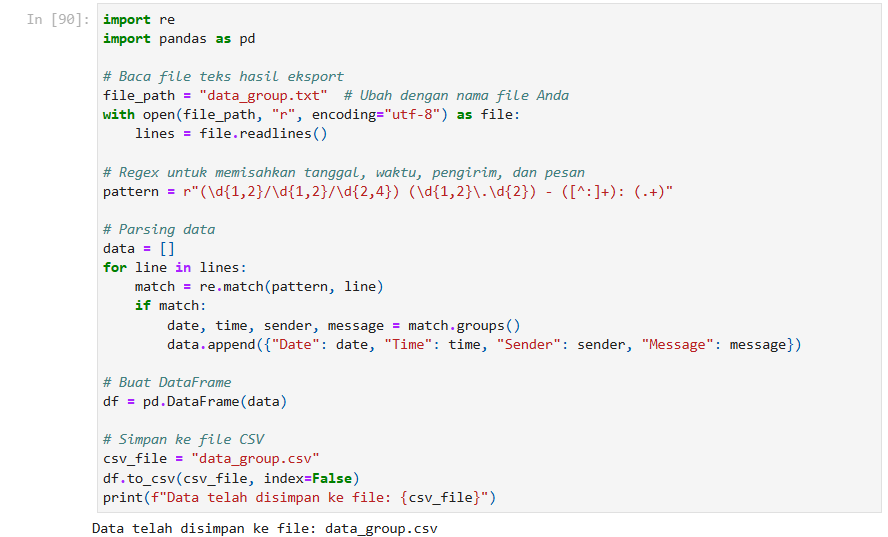 In [90]:
import re
import pandas as pd
# Baca file teks hasil eksport
file_path = "data_group.txt"  # Ubah dengan nama file Anda
with open(file_path, "r", encoding="utf-8") as file:
    lines = file.readlines()
# Regex untuk memisahkan tanggal, waktu, pengirim, dan pesan
pattern = r"(\d{1,2}/\d{1,2}/\d{2,4}) (\d{1,2}\.\d{2}) - ([^:]+): (.+)"
# Parsing data
data = []
for line in lines:
    match = re.match(pattern, line)
    if match:
        date, time, sender, message = match.groups()
        data.append({"Date": date, "Time": time, "Sender": sender, "Message": message})
# Buat DataFrame
df = pd.DataFrame(data)
# Simpan ke file CSV
csv_file = "data_group.csv"
df.to_csv(csv_file, index=False)
print(f"Data telah disimpan ke file: {csv_file}")
Data telah disimpan ke file: data_group.csv